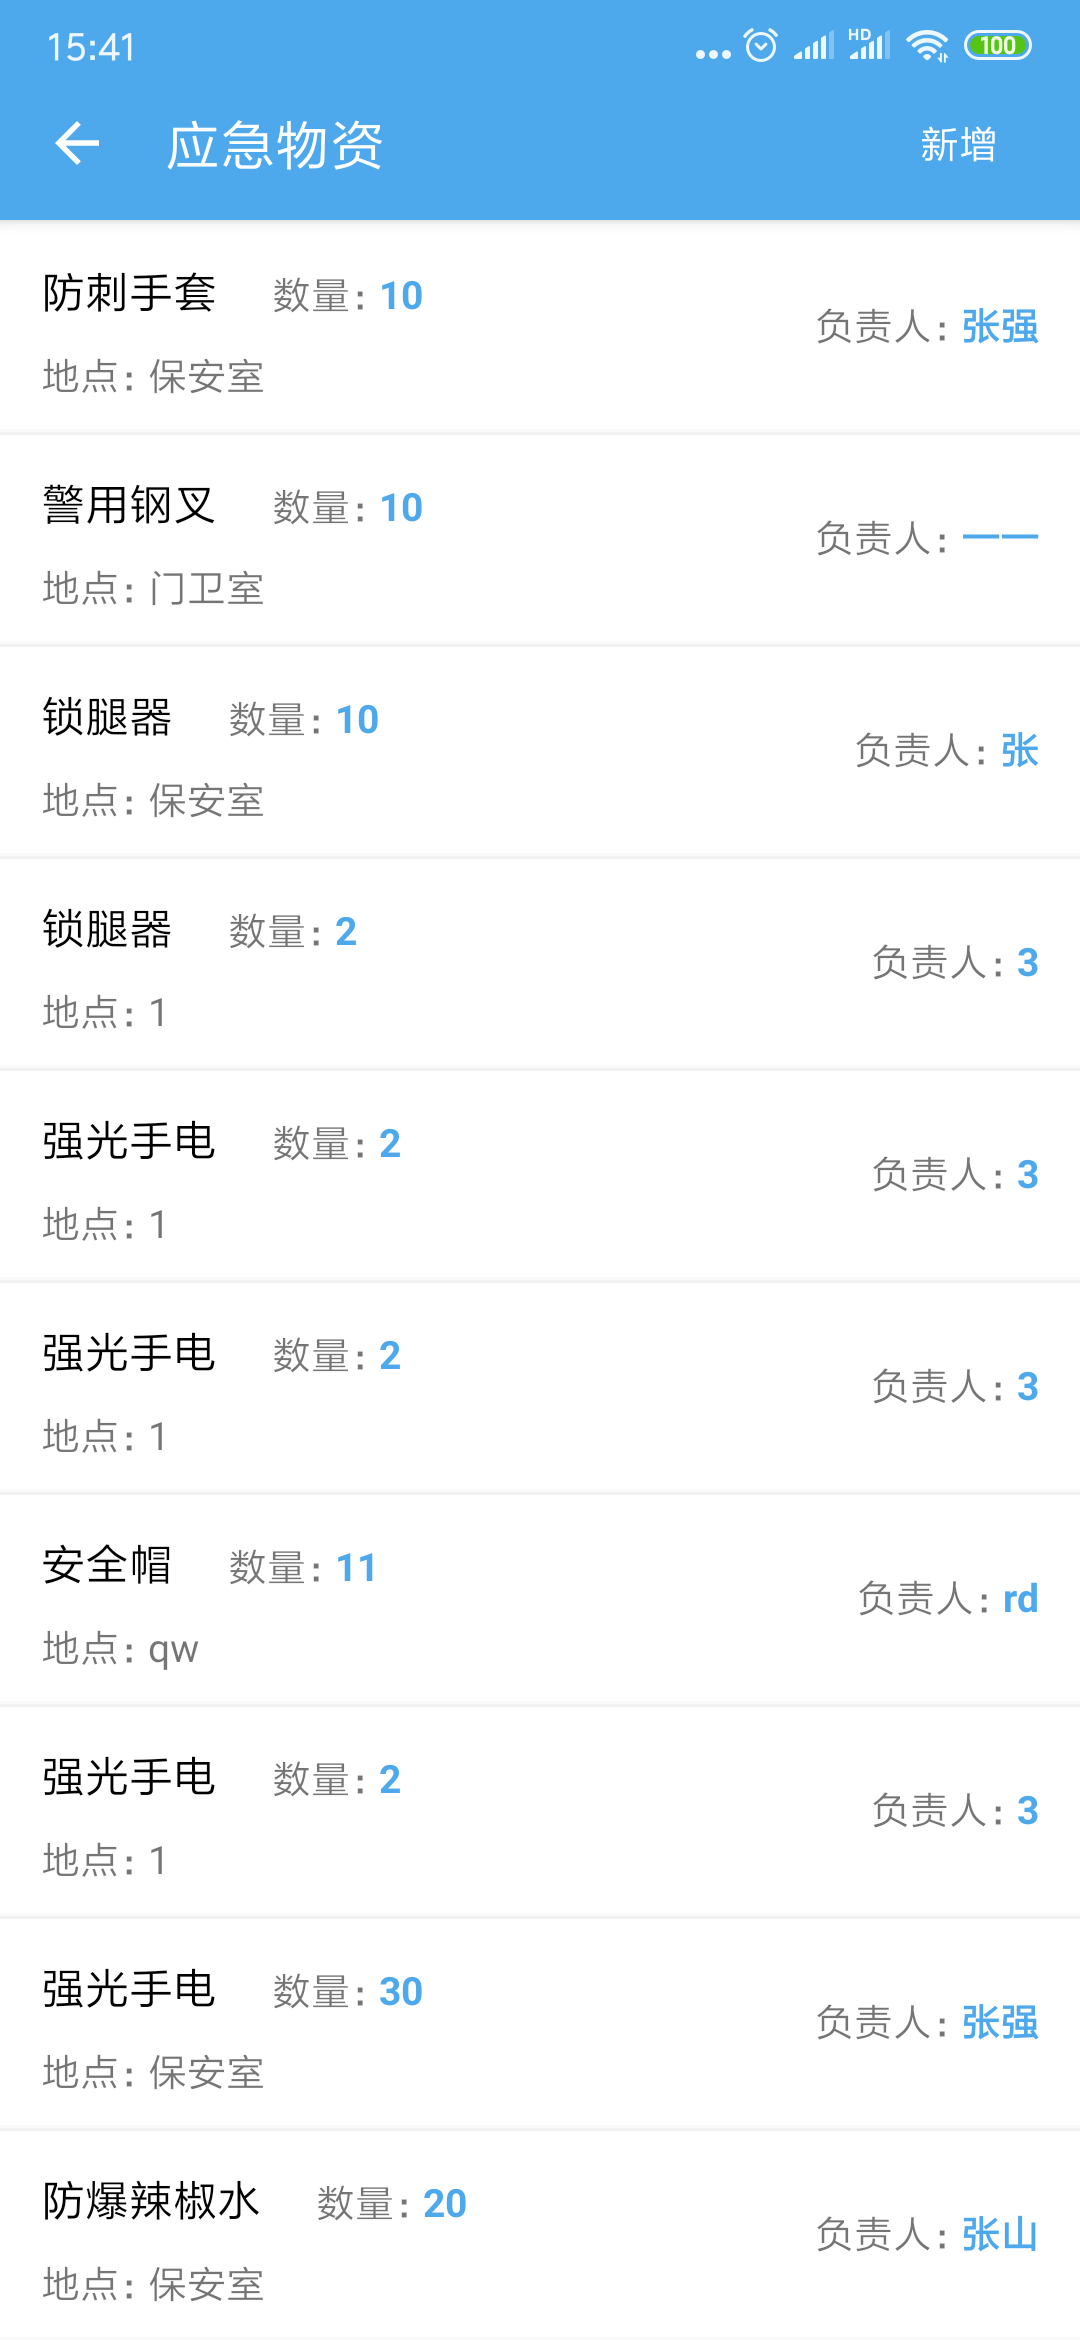 15:41 HD 100
应急物资 新增
防刺手套 数量: 10
负责人: 张强
地点: 保安室
警用钢叉 数量: 10
负责人: 一一
地点: 门卫室
锁腿器 数量: 10
负责人: 张
地点: 保安室
锁腿器 数量: 2
负责人: 3
地点: 1
强光手电 数量: 2
负责人: 3
地点: 1
强光手电 数量: 2
负责人: 3
地点: 1
安全帽 数量: 11
负责人: rd
地点: qw
强光手电 数量: 2
负责人: 3
地点: 1
强光手电 数量: 30
负责人: 张强
地点: 保安室
防爆辣椒水 数量: 20
负责人: 张山
地点: 保安室